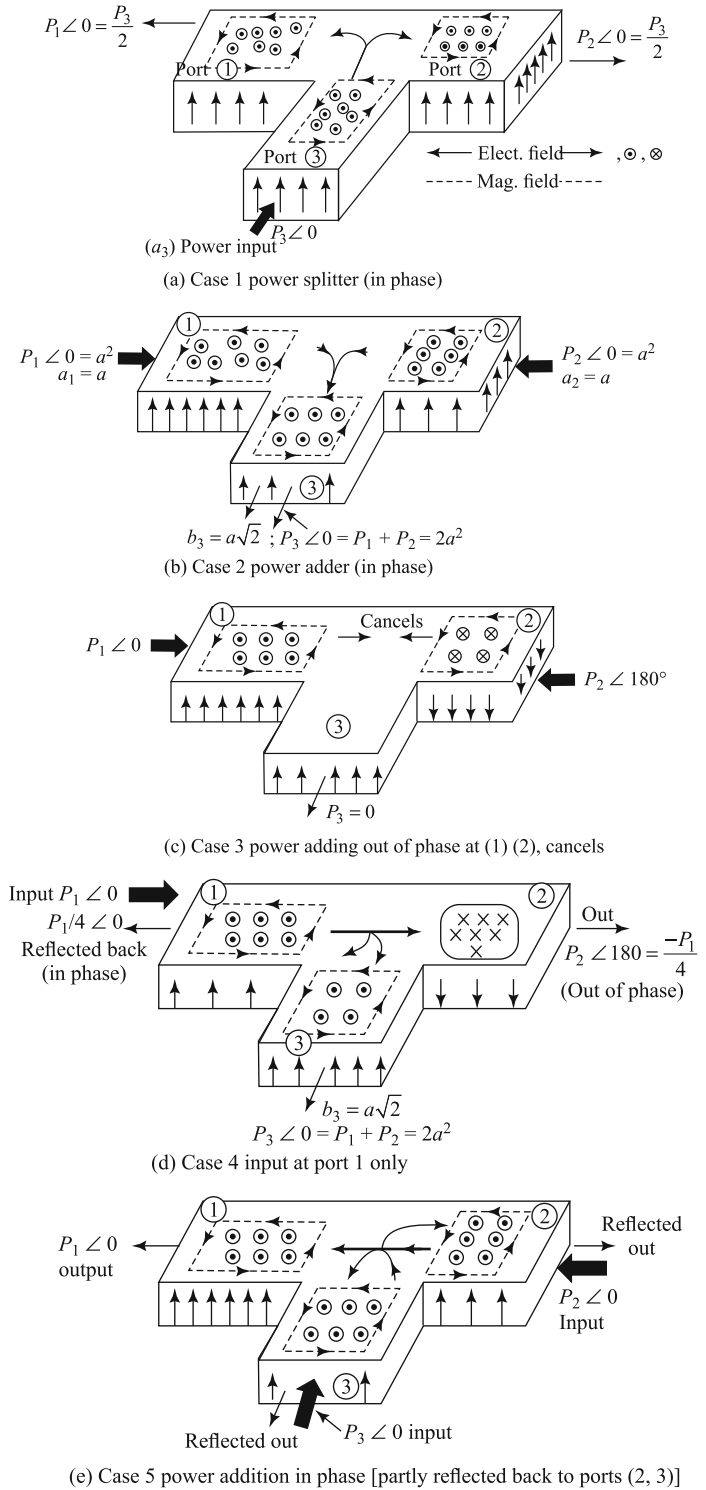 P₁∠0 = P₃/2
P₂∠0 = P₃/2
Port ①
Port ②
Port ③
Elect. field , ⊙, ⊗
Mag. field
P₃∠0
(a₃) Power input
(a) Case 1 power splitter (in phase)
①
②
P₁ ∠0 = a²
a₁ = a
P₂ ∠0 = a²
a₂ = a
③
b₃ = a√2 ; P₃ ∠0 = P₁ + P₂ = 2a²
(b) Case 2 power adder (in phase)
①
②
Cancels
P₁ ∠0
P₂ ∠ 180°
③
P₃ = 0
(c) Case 3 power adding out of phase at (1) (2), cancels
Input P₁ ∠0
①
②
P₁/4 ∠0
Reflected back
(in phase)
Out
P₂ ∠180 = −P₁/4
(Out of phase)
③
b₃ = a√2
P₃ ∠0 = P₁ + P₂ = 2a²
(d) Case 4 input at port 1 only
①
②
P₁ ∠0
output
Reflected
out
P₂ ∠0
Input
③
P₃ ∠0 input
Reflected out
(e) Case 5 power addition in phase [partly reflected back to ports (2, 3)]